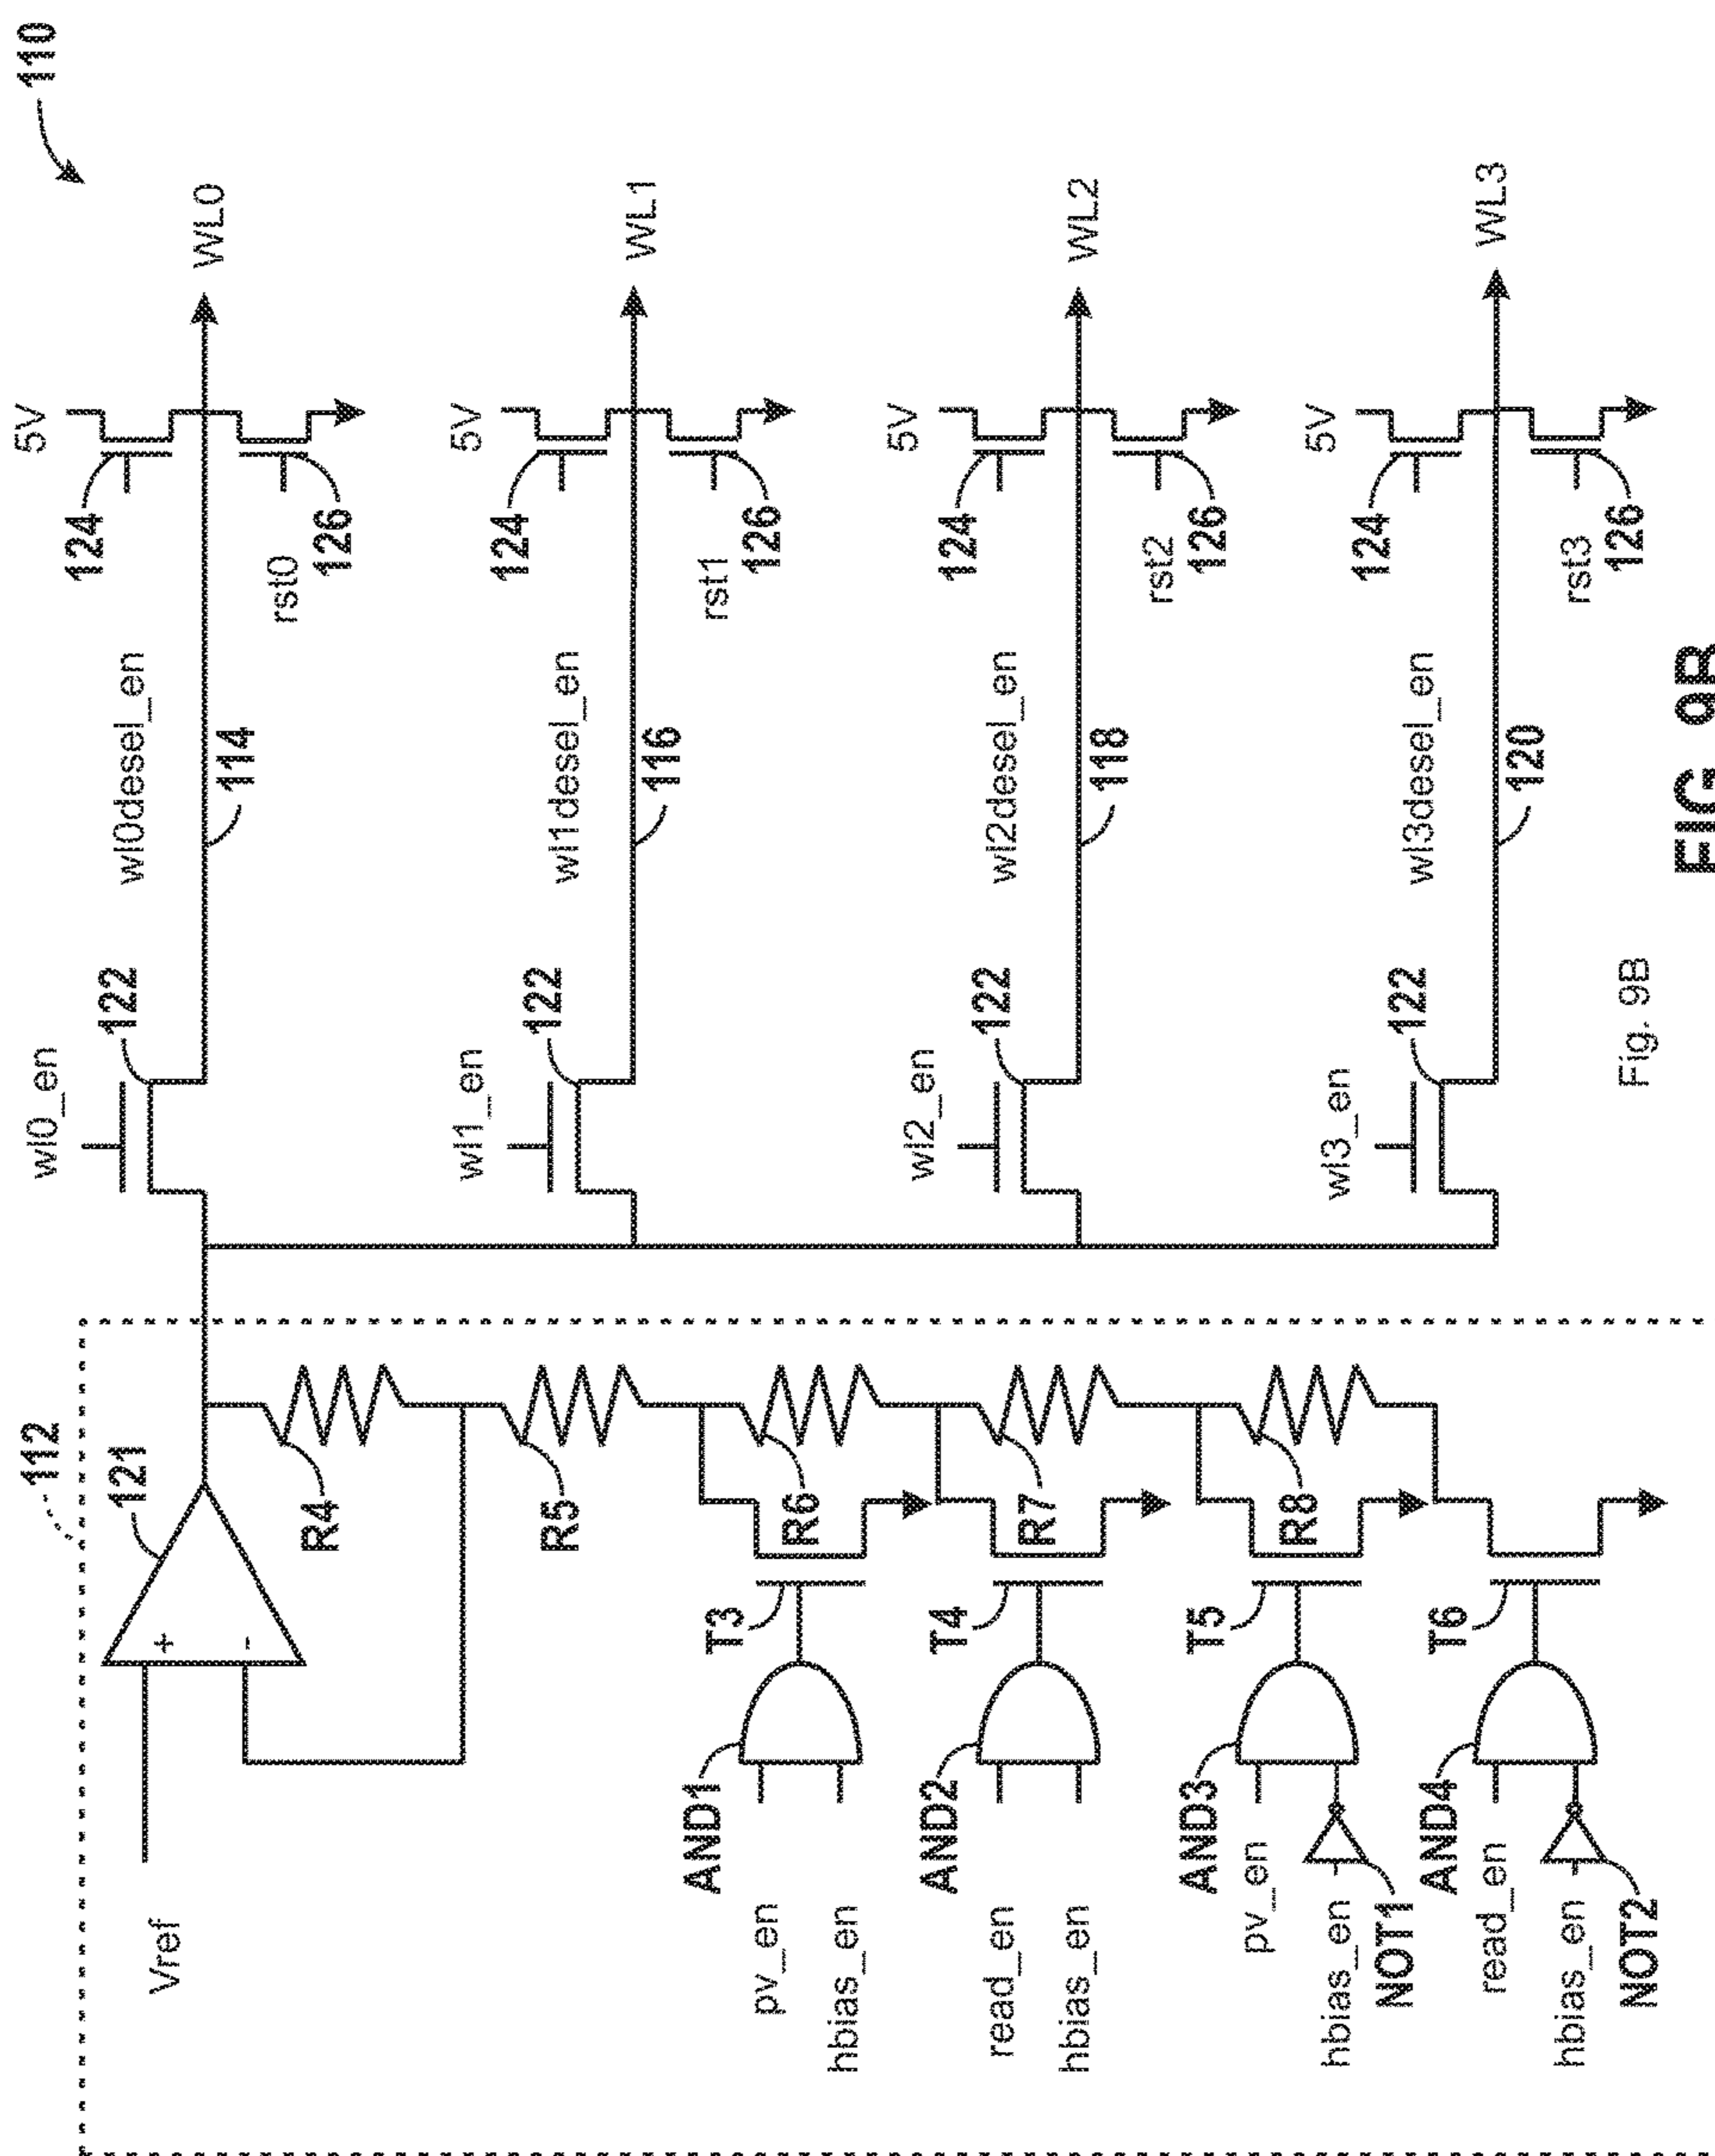 110
112
121
Vref
+
-
R4
R5
R6
R7
R8
T3
T4
T5
T6
AND1
pv_en
hbias_en
AND2
read_en
hbias_en
AND3
pv_en
hbias_en
NOT1
AND4
read_en
hbias_en
NOT2
wl0_en
122
wl0desel_en
114
5V
124
rst0
126
WL0
wl1_en
122
wl1desel_en
116
5V
124
rst1
126
WL1
wl2_en
122
wl2desel_en
118
5V
124
rst2
126
WL2
wl3_en
122
wl3desel_en
120
5V
124
rst3
126
WL3
Fig. 9B
FIG. 9B